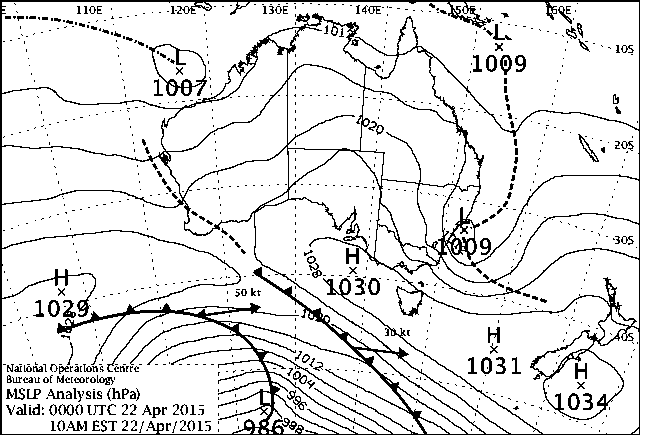 E 110E 120E 130E 140E 150E 160E
1012
L
1007
L
1009
10S
1020
20S
L
1009
30S
1028
H
1030
H
1029
50 kt
1020
30 kt
H
1031
40S
H
1034
1012
1004
996
988
L
986
National Operations Centre
Bureau of Meteorology
MSLP Analysis (hPa)
Valid: 0000 UTC 22 Apr 2015
10AM EST 22/Apr/2015